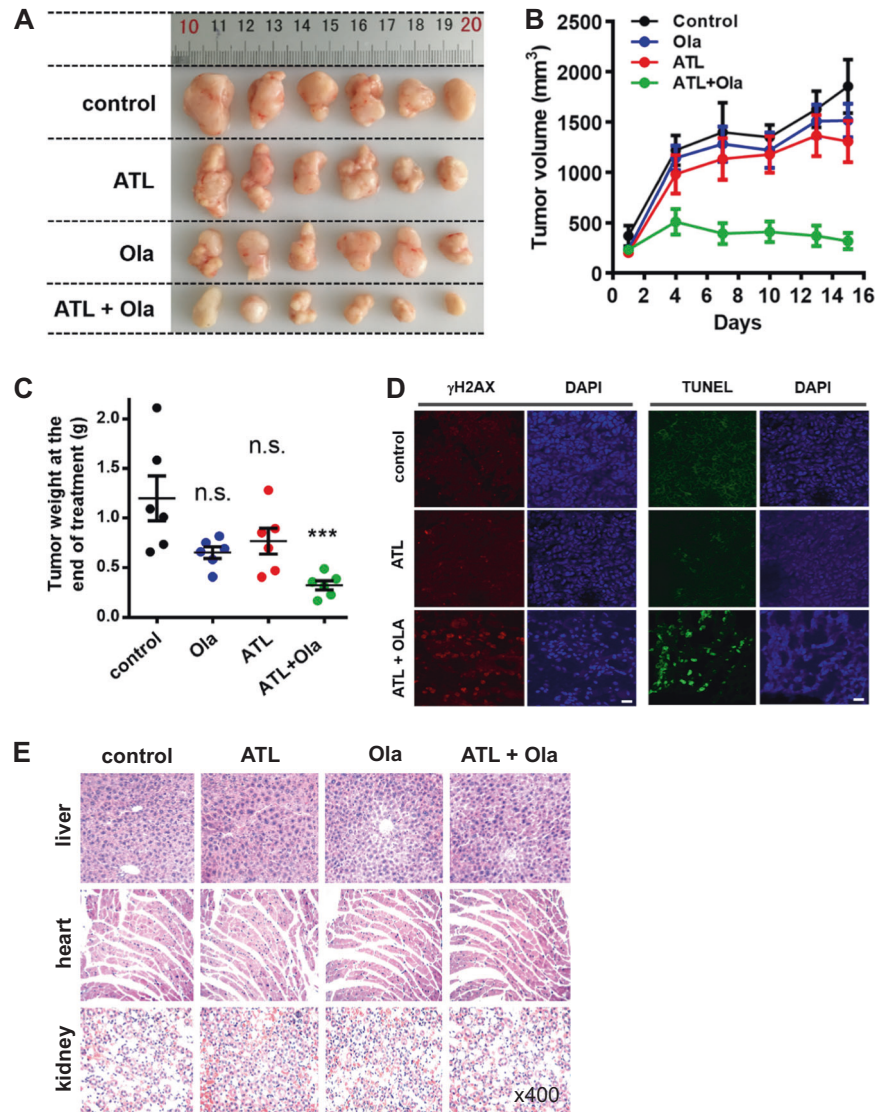 A
10 11 12 13 14 15 16 17 18 19 20
control
ATL
Ola
ATL + Ola
B
Control
Ola
ATL
ATL+Ola
Tumor volume (mm³)
2500
2000
1500
1000
500
0
0 2 4 6 8 10 12 14 16
Days
C
Tumor weight at the
end of treatment (g)
2.0
1.5
1.0
0.5
0.0
n.s.
n.s.
***
control
Ola
ATL
ATL+Ola
D
γH2AX DAPI TUNEL DAPI
control
ATL
ATL + OLA
E
control ATL Ola ATL + Ola
liver
heart
kidney
x400